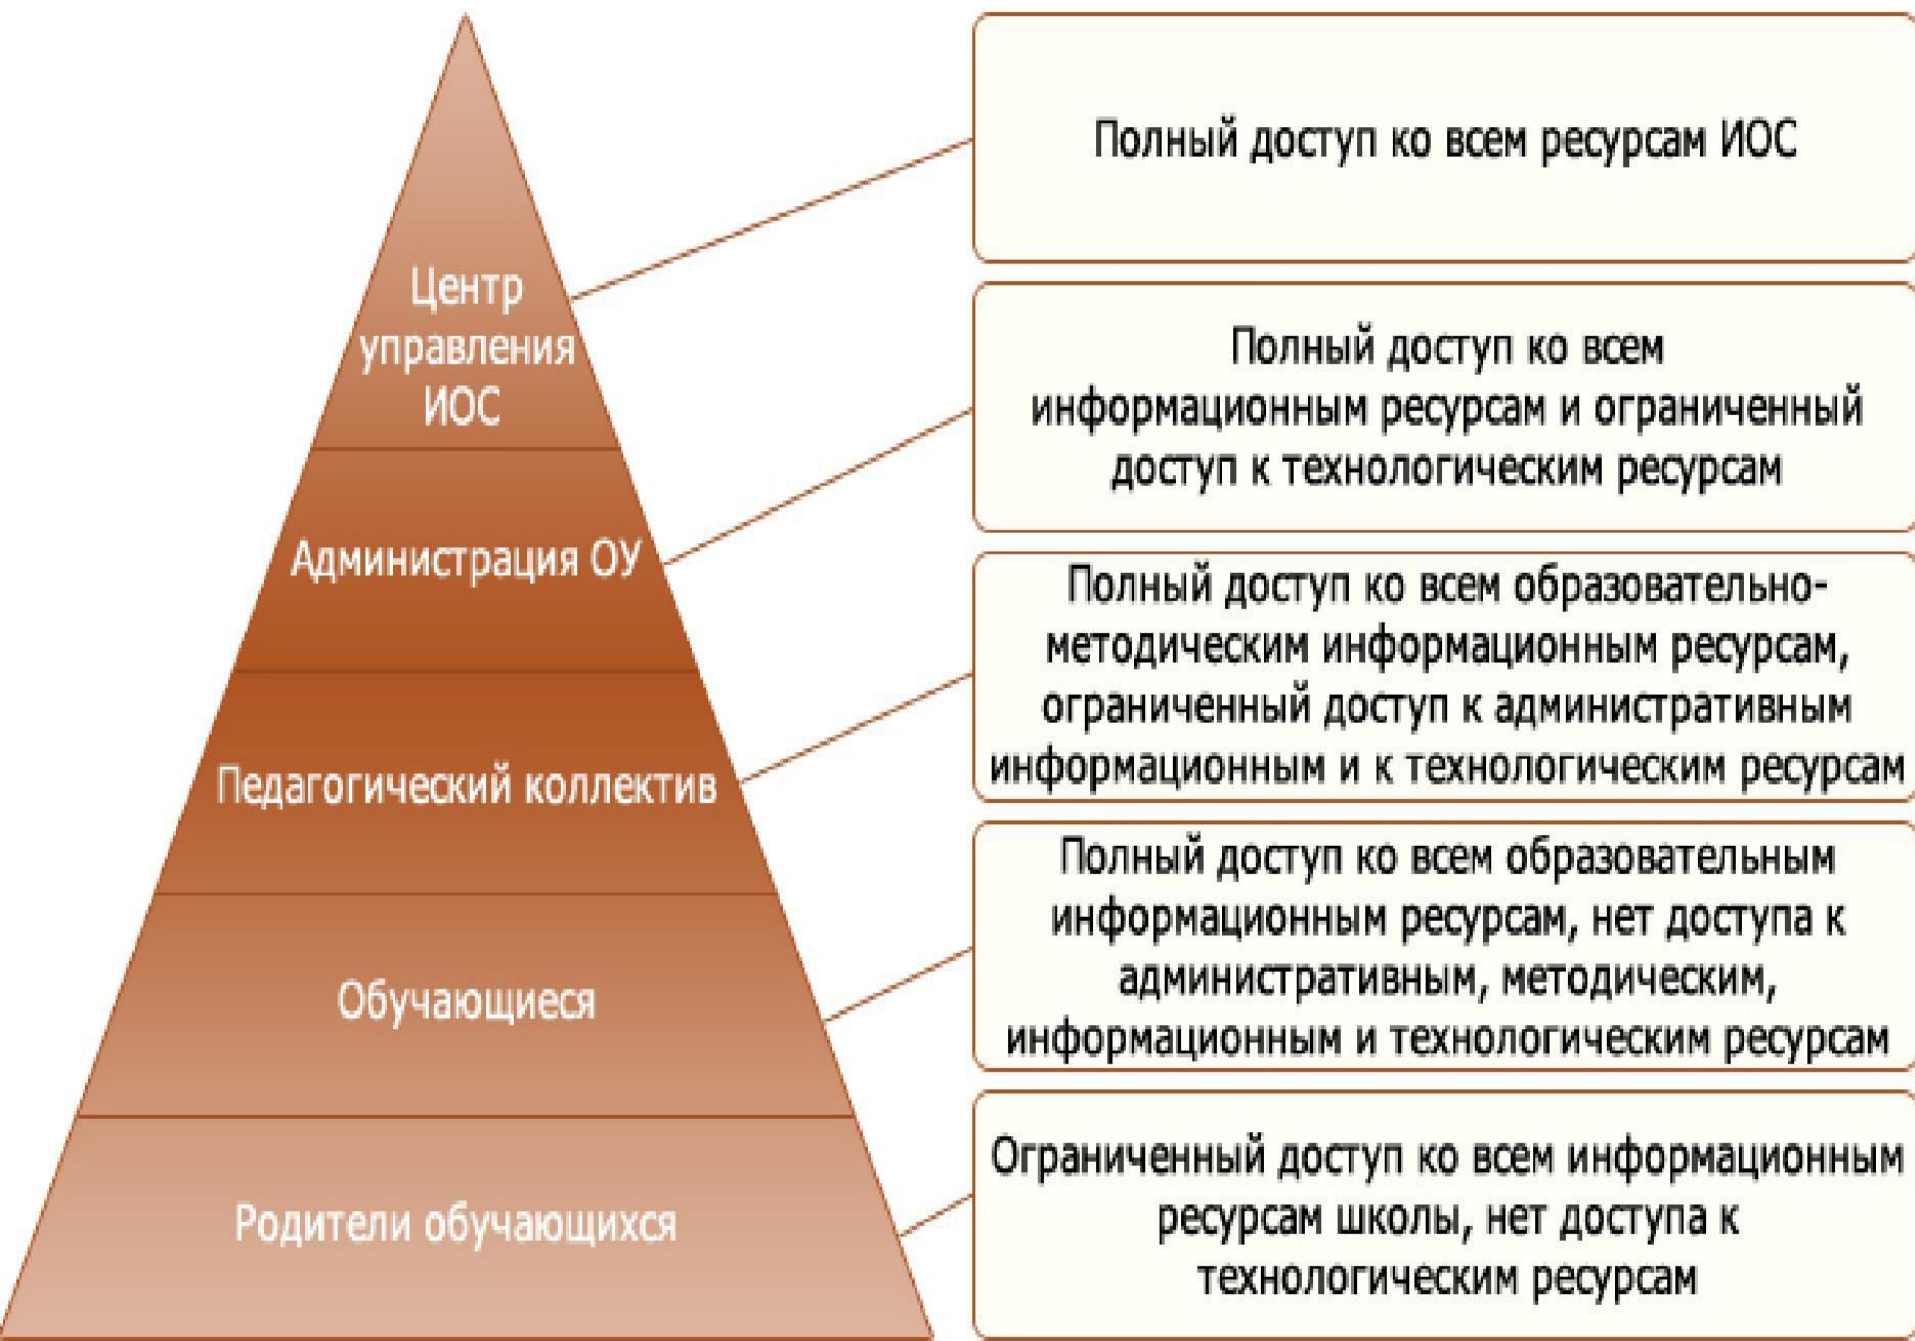 Центр
управления
ИОС
Полный доступ ко всем ресурсам ИОС
Администрация ОУ
Полный доступ ко всем
информационным ресурсам и ограниченный
доступ к технологическим ресурсам
Педагогический коллектив
Полный доступ ко всем образовательно-
методическим информационным ресурсам,
ограниченный доступ к административным
информационным и к технологическим ресурсам
Обучающиеся
Полный доступ ко всем образовательным
информационным ресурсам, нет доступа к
административным, методическим,
информационным и технологическим ресурсам
Родители обучающихся
Ограниченный доступ ко всем информационным
ресурсам школы, нет доступа к
технологическим ресурсам